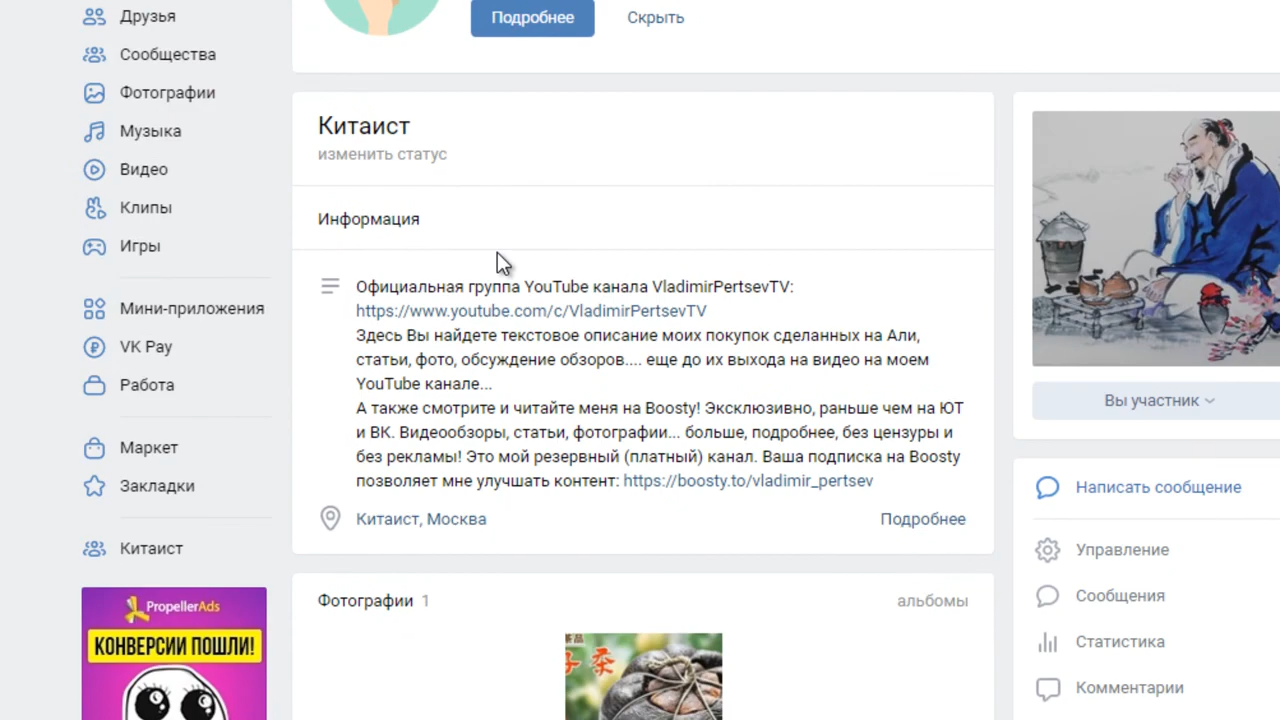 Друзья
Сообщества
Фотографии
Музыка
Видео
Клипы
Игры
Мини-приложения
VK Pay
Работа
Маркет
Закладки
Китаист
PropellerAds
КОНВЕРСИИ ПОШЛИ!
Подробнее
Скрыть
Китаист
изменить статус
Информация
Официальная группа YouTube канала VladimirPertsevTV:
https://www.youtube.com/c/VladimirPertsevTV
Здесь Вы найдете текстовое описание моих покупок сделанных на Али,
статьи, фото, обсуждение обзоров.... еще до их выхода на видео на моем
YouTube канале...
А также смотрите и читайте меня на Boosty! Эксклюзивно, раньше чем на ЮТ
и ВК. Видеообзоры, статьи, фотографии... больше, подробнее, без цензуры и
без рекламы! Это мой резервный (платный) канал. Ваша подписка на Boosty
позволяет мне улучшать контент: https://boosty.to/vladimir_pertsev
Китаист, Москва
Подробнее
Фотографии 1
альбомы
Вы участник
Написать сообщение
Управление
Сообщения
Статистика
Комментарии